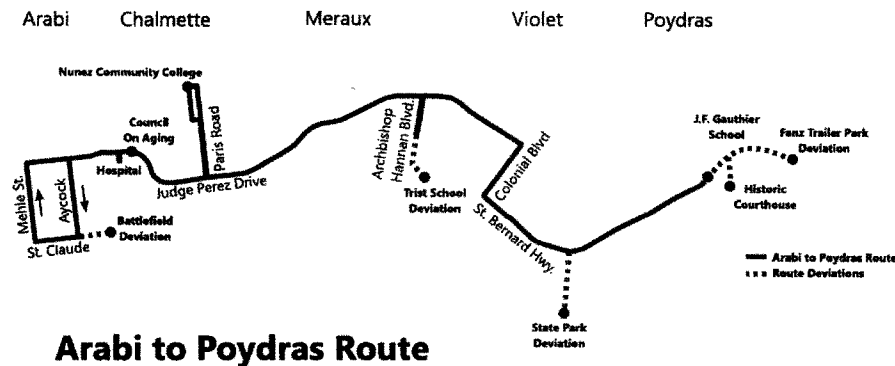 Arabi Chalmette Meraux Violet Poydras
Nunez Community College
Council
On Aging
Hospital
Paris Road
Judge Perez Drive
Mehle St.
Aycock
St. Claude
Battlefield
Deviation
Archbishop
Hannan Blvd.
Trist School
Deviation
Colonial Blvd
St. Bernard Hwy.
State Park
Deviation
J.F. Gauthier
School
Fanz Trailer Park
Deviation
Historic
Courthouse
Arabi to Poydras Route
Route Deviations
Arabi to Poydras Route